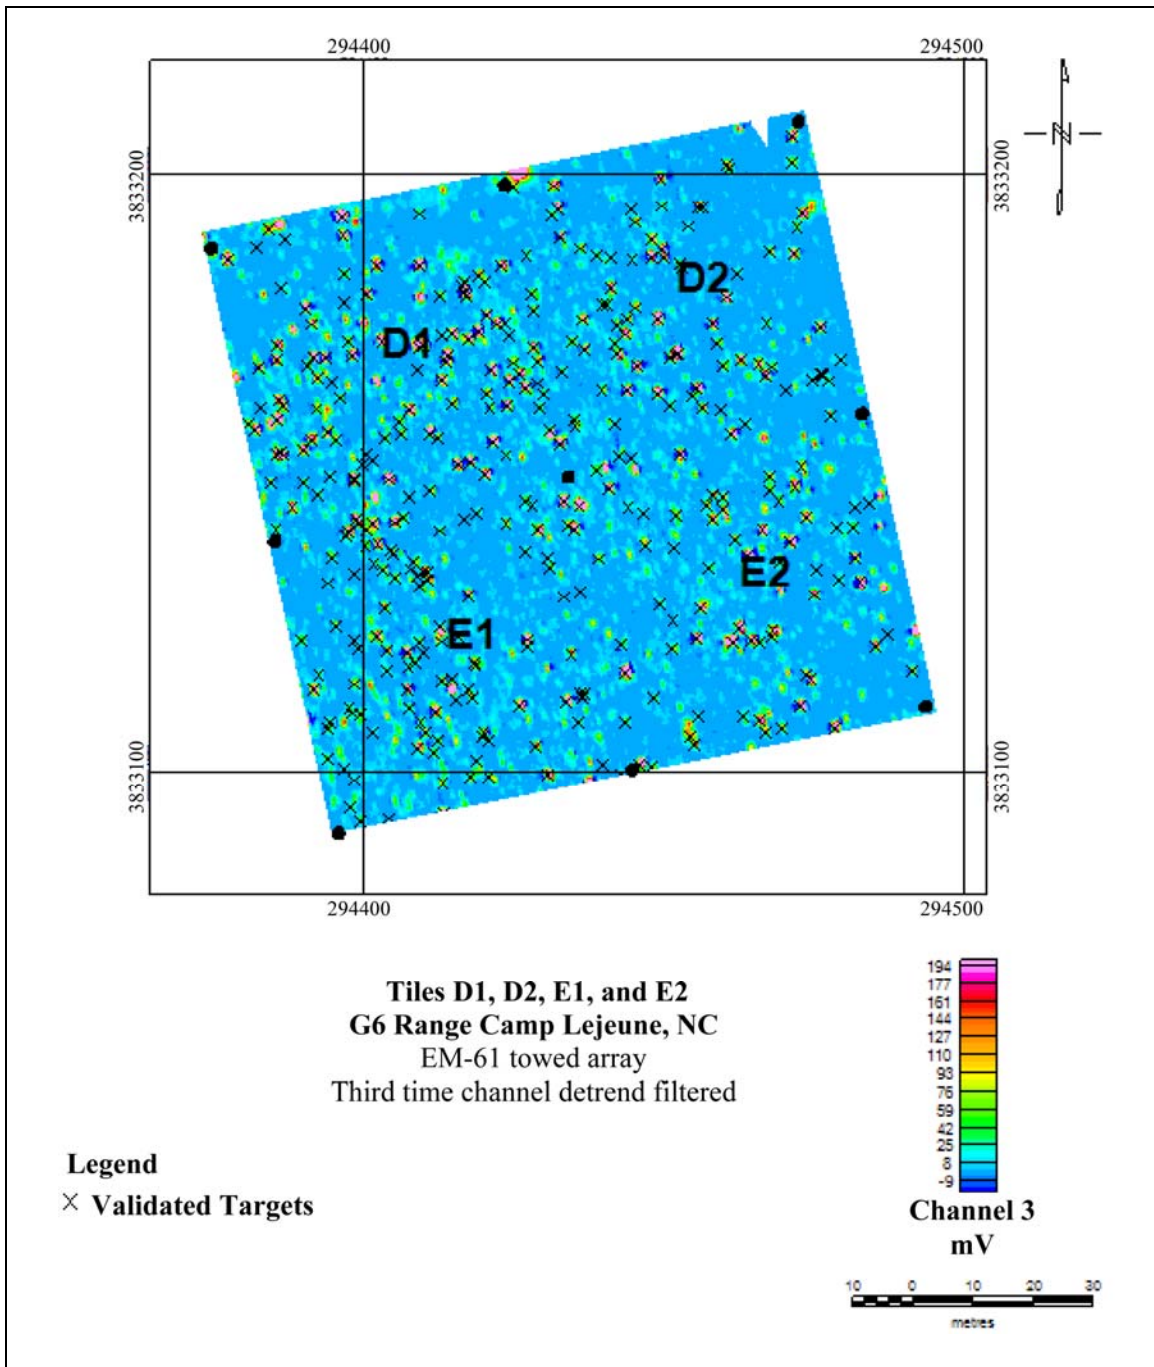 294400
294500
N
3833200
3833200
D2
D1
E2
E1
3833100
3833100
294400
294500
Tiles D1, D2, E1, and E2
G6 Range Camp Lejeune, NC
EM-61 towed array
Third time channel detrend filtered
194
177
161
144
127
110
93
76
59
42
25
8
-9
Channel 3
mV
Legend
× Validated Targets
10 0 10 20 30
metres